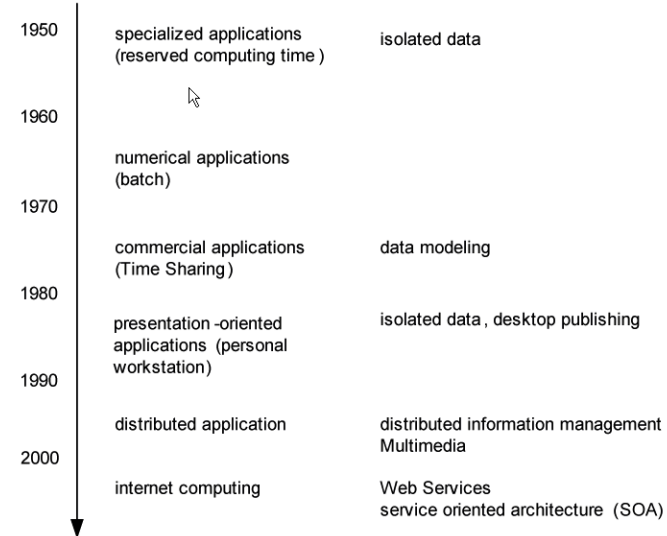 1950
specialized applications isolated data
(reserved computing time )
1960
numerical applications
(batch)
1970
commercial applications data modeling
(Time Sharing )
1980
presentation -oriented isolated data , desktop publishing
applications (personal
workstation)
1990
distributed application distributed information management
Multimedia
2000
internet computing Web Services
service oriented architecture (SOA)